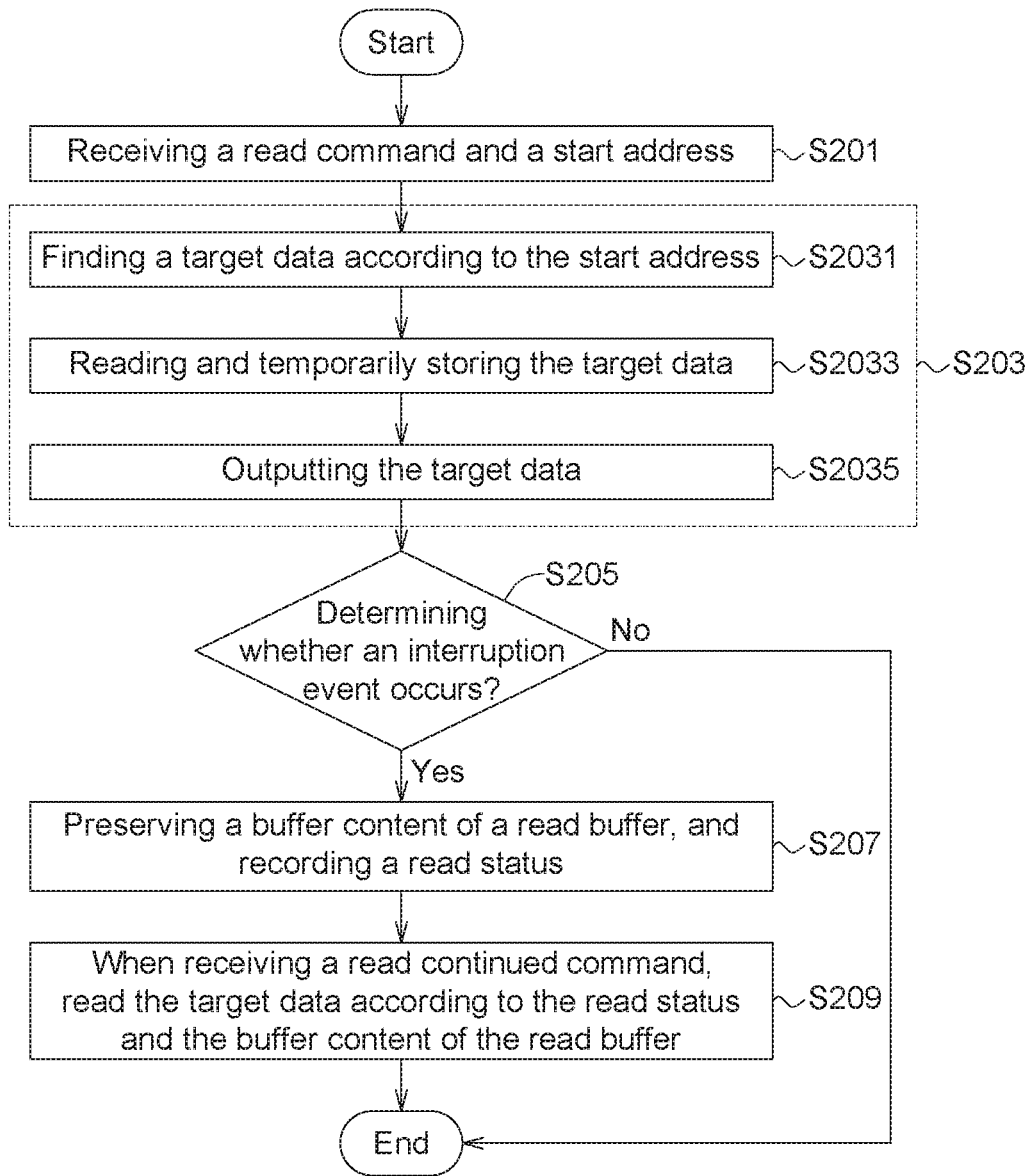 Start
Receiving a read command and a start address
S201
Finding a target data according to the start address
S2031
Reading and temporarily storing the target data
S2033
S203
Outputting the target data
S2035
S205
Determining
whether an interruption
event occurs?
No
Yes
Preserving a buffer content of a read buffer, and
recording a read status
S207
When receiving a read continued command,
read the target data according to the read status
and the buffer content of the read buffer
S209
End